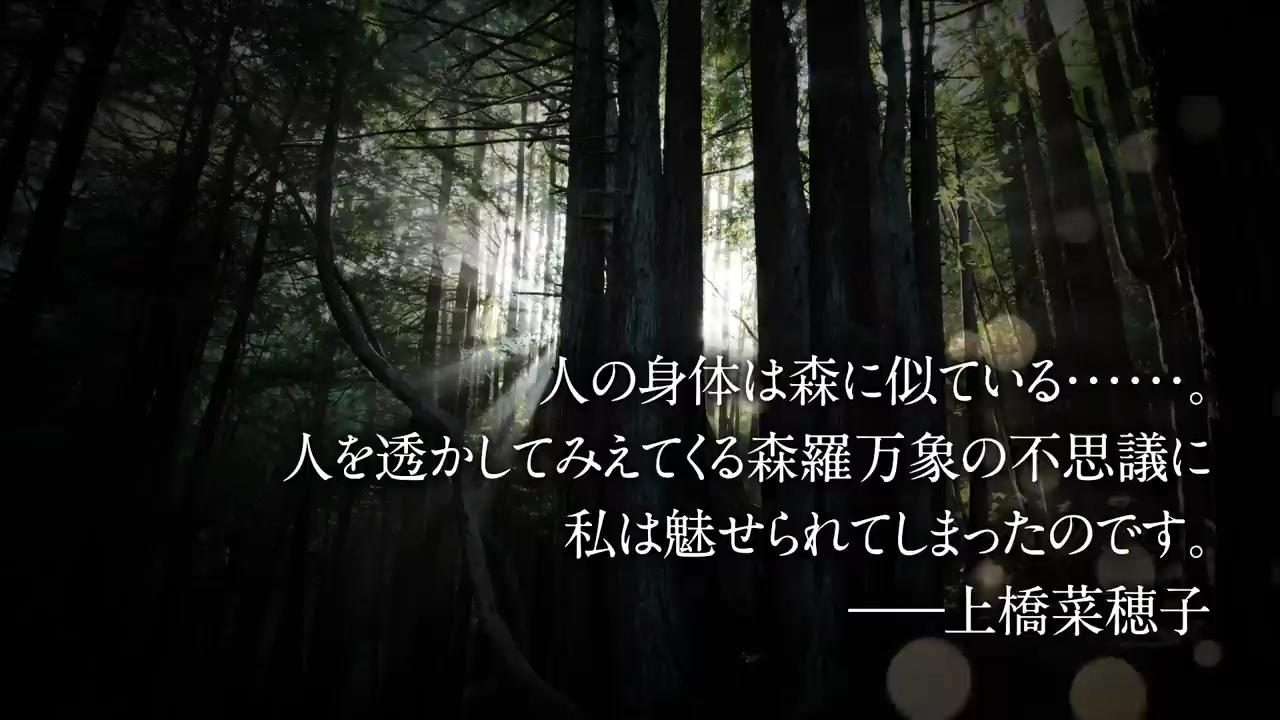 人の身体は森に似ている……。
人を透かしてみえてくる森羅万象の不思議に
私は魅せられてしまったのです。
――上橋菜穂子